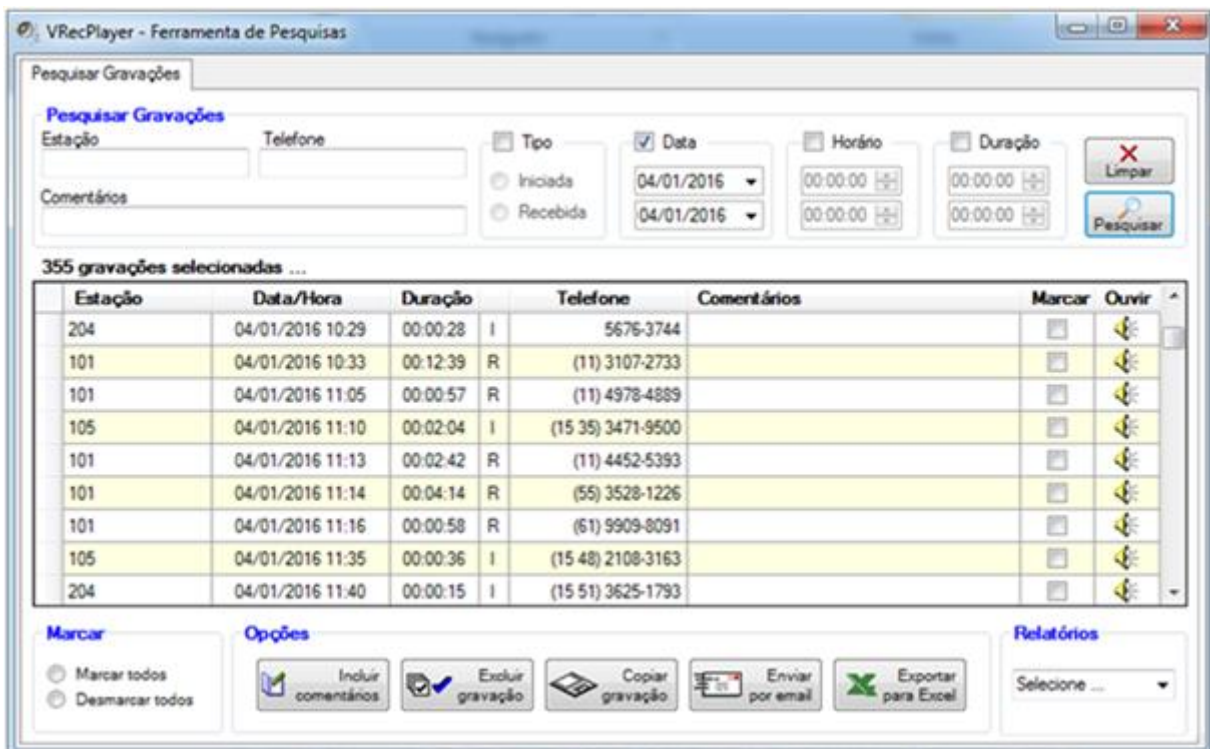 VRecPlayer - Ferramenta de Pesquisas
Pesquisar Gravações
Pesquisar Gravações
Estação Telefone Tipo Data Horário Duração
Limpar
Iniciada 04/01/2016 00:00:00 00:00:00
Comentários
Recebida 04/01/2016 00:00:00 00:00:00
Pesquisar
355 gravações selecionadas ...
Estação Data/Hora Duração Telefone Comentários Marcar Ouvir
204 04/01/2016 10:29 00:00:28 I 5676-3744
101 04/01/2016 10:33 00:12:39 R (11) 3107-2733
101 04/01/2016 11:05 00:00:57 R (11) 4978-4889
105 04/01/2016 11:10 00:02:04 I (15 35) 3471-9500
101 04/01/2016 11:13 00:02:42 R (11) 4452-5393
101 04/01/2016 11:14 00:04:14 R (55) 3528-1226
101 04/01/2016 11:16 00:00:58 R (61) 9909-8091
105 04/01/2016 11:35 00:00:36 I (15 48) 2108-3163
204 04/01/2016 11:40 00:00:15 I (15 51) 3625-1793
Marcar Opções Relatórios
Marcar todos
Desmarcar todos
Incluir comentários
Excluir gravação
Copiar gravação
Enviar por email
Exportar para Excel
Selecione ...